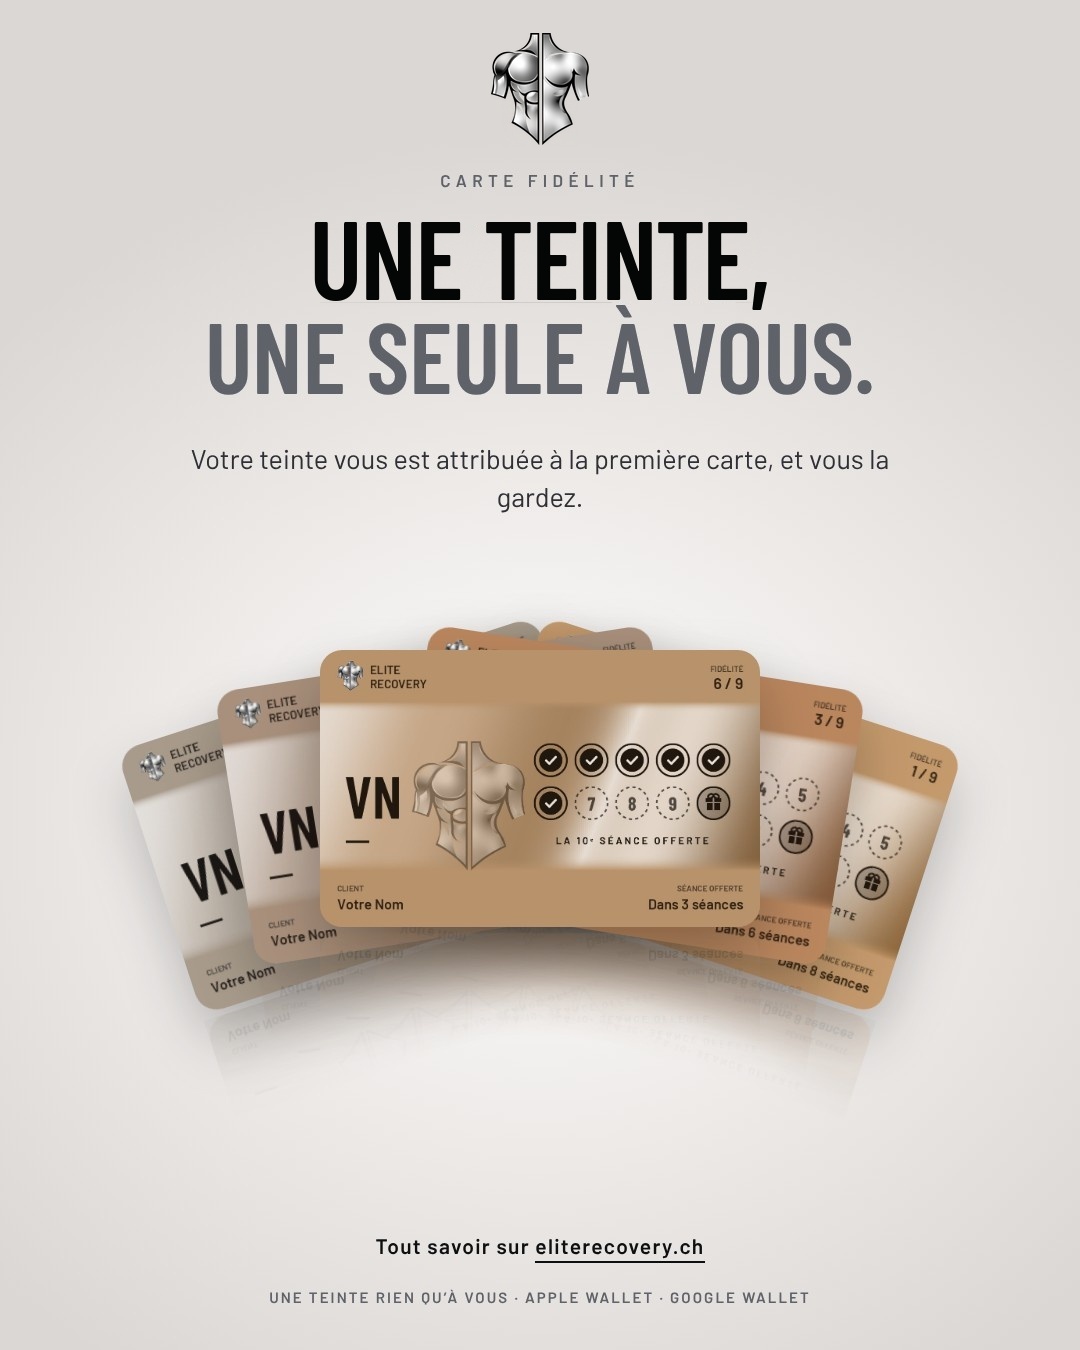 CARTE FIDÉLITÉ
UNE TEINTE,
UNE SEULE À VOUS.
Votre teinte vous est attribuée à la première carte, et vous la
gardez.
ELITE
RECOVERY
FIDÉLITÉ
6 / 9
VN
7 8 9
LA 10ᵉ SÉANCE OFFERTE
CLIENT
Votre Nom
SÉANCE OFFERTE
Dans 3 séances
ELITE
RECOVERY
VN
CLIENT
Votre Nom
ELITE
VN
CLIENT
Votre Nom
FIDÉLITÉ
3 / 9
4 5
Dans 6 séances
FIDÉLITÉ
1 / 9
4 5
OFFERTE
Dans 8 séances
Tout savoir sur eliterecovery.ch
UNE TEINTE RIEN QU'À VOUS · APPLE WALLET · GOOGLE WALLET